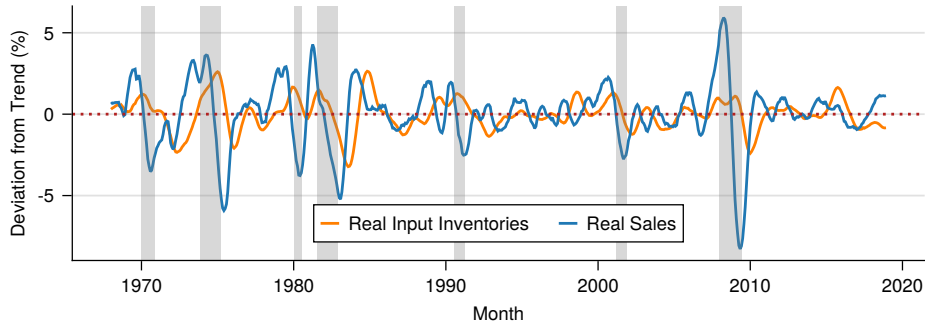 Deviation from Trend (%)
5
0
-5
Real Input Inventories Real Sales
1970 1980 1990 2000 2010 2020
Month